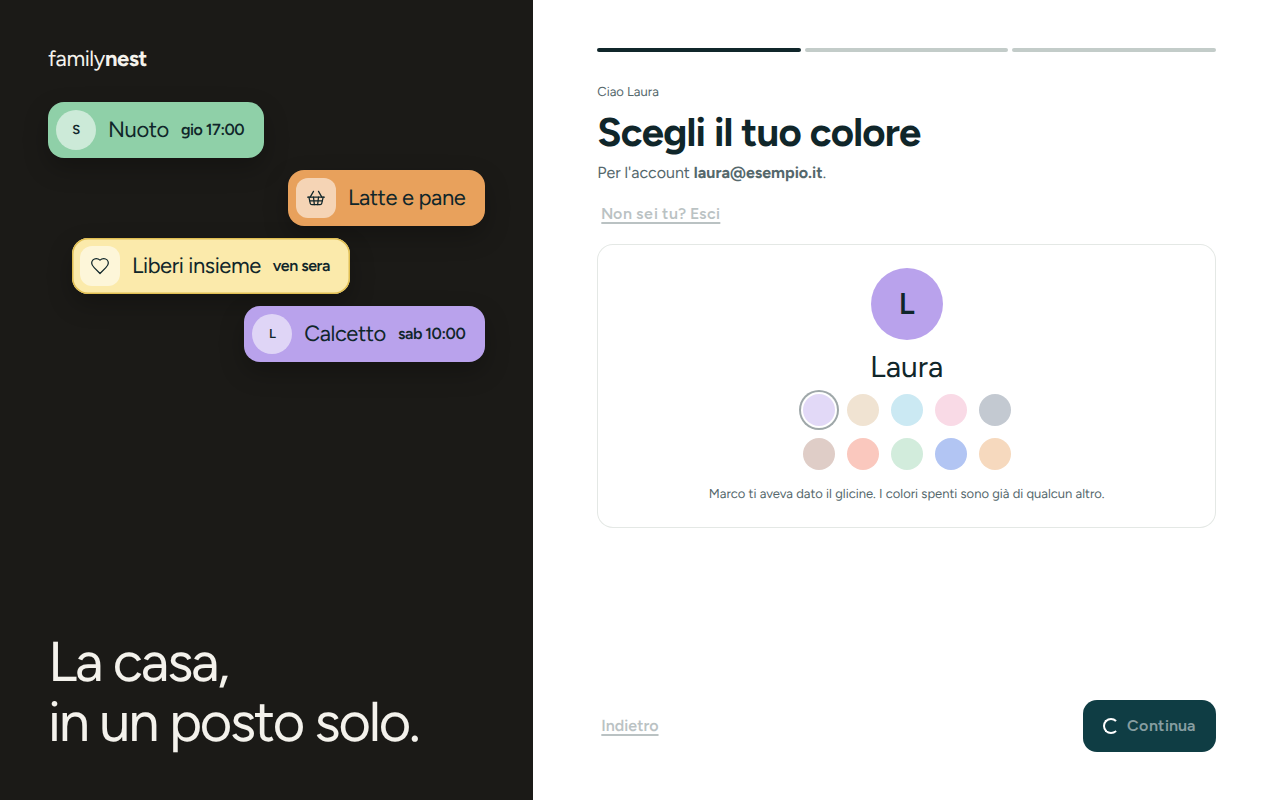 familynest
S Nuoto gio 17:00
Latte e pane
Liberi insieme ven sera
L Calcetto sab 10:00
La casa,
in un posto solo.
Ciao Laura
Scegli il tuo colore
Per l'account laura@esempio.it.
Non sei tu? Esci
L
Laura
Marco ti aveva dato il glicine. I colori spenti sono già di qualcun altro.
Indietro
Continua